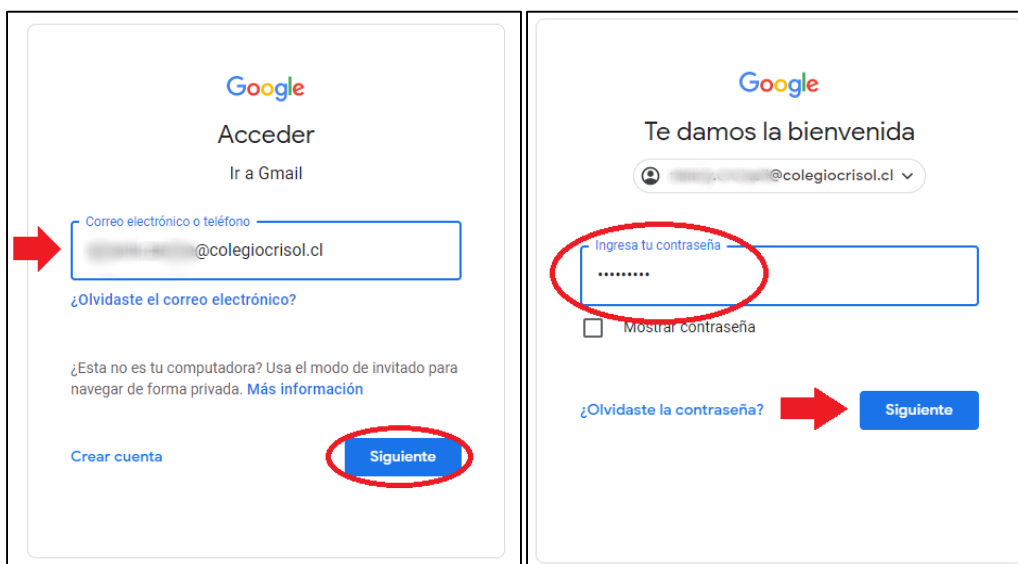 Google
Acceder
Ir a Gmail
Correo electrónico o teléfono
@colegiocrisol.cl
¿Olvidaste el correo electrónico?
¿Esta no es tu computadora? Usa el modo de invitado para
navegar de forma privada. Más información
Crear cuenta
Siguiente
Google
Te damos la bienvenida
@colegiocrisol.cl
Ingresa tu contraseña
•••••••••
Mostrar contraseña
¿Olvidaste la contraseña?
Siguiente